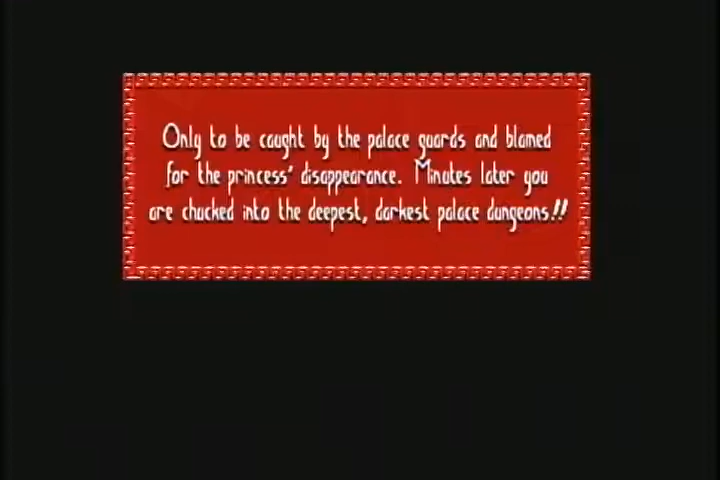 Only to be caught by the palace guards and blamed
for the princess' disappearance. Minutes later you
are chucked into the deepest, darkest palace dungeons!!